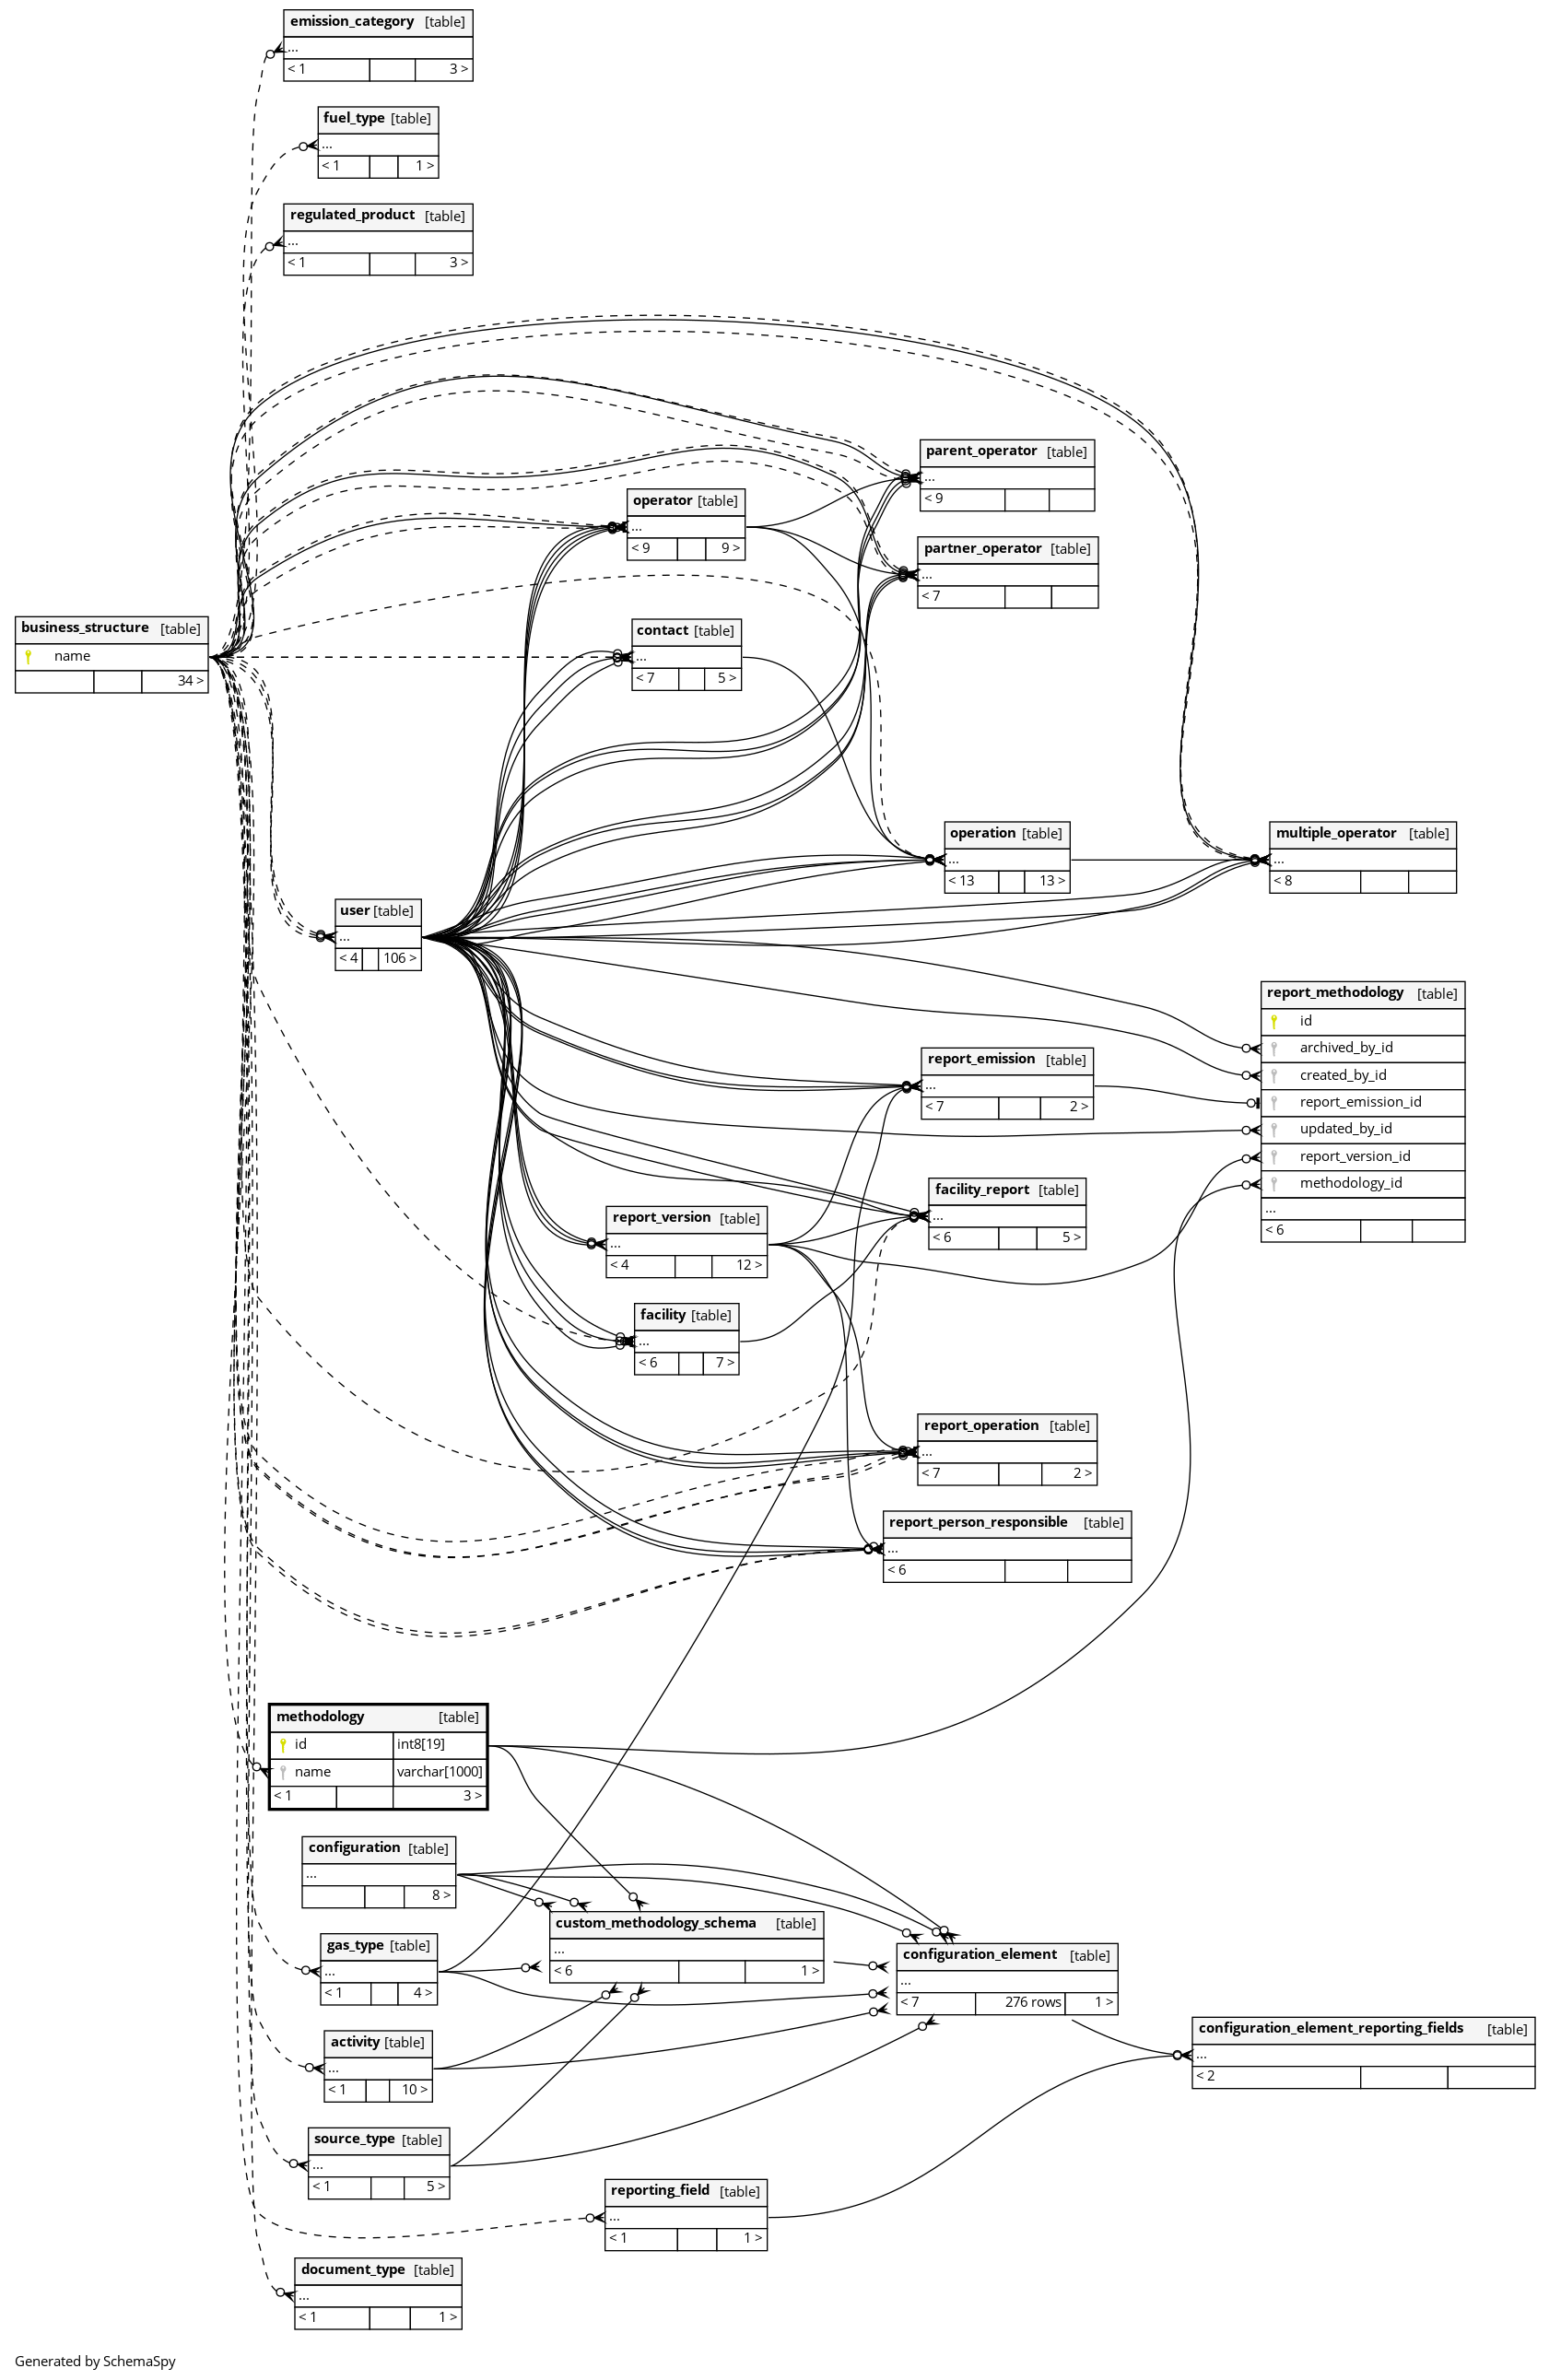 emission_category [table]
...
< 1 3 >
fuel_type [table]
...
< 1 1 >
regulated_product [table]
...
< 1 3 >
parent_operator [table]
...
< 9
operator [table]
...
< 9 9 >
partner_operator [table]
...
< 7
business_structure [table]
name
34 >
contact [table]
...
< 7 5 >
operation [table]
...
< 13 13 >
multiple_operator [table]
...
< 8
user [table]
...
< 4 106 >
report_methodology [table]
id
archived_by_id
created_by_id
report_emission_id
updated_by_id
report_version_id
methodology_id
...
< 6
report_emission [table]
...
< 7 2 >
facility_report [table]
...
< 6 5 >
report_version [table]
...
< 4 12 >
facility [table]
...
< 6 7 >
report_operation [table]
...
< 7 2 >
report_person_responsible [table]
...
< 6
methodology [table]
id int8[19]
name varchar[1000]
< 1 3 >
configuration [table]
...
8 >
custom_methodology_schema [table]
...
< 6 1 >
gas_type [table]
...
< 1 4 >
configuration_element [table]
...
< 7 276 rows 1 >
activity [table]
...
< 1 10 >
configuration_element_reporting_fields [table]
...
< 2
source_type [table]
...
< 1 5 >
reporting_field [table]
...
< 1 1 >
document_type [table]
...
< 1 1 >
Generated by SchemaSpy